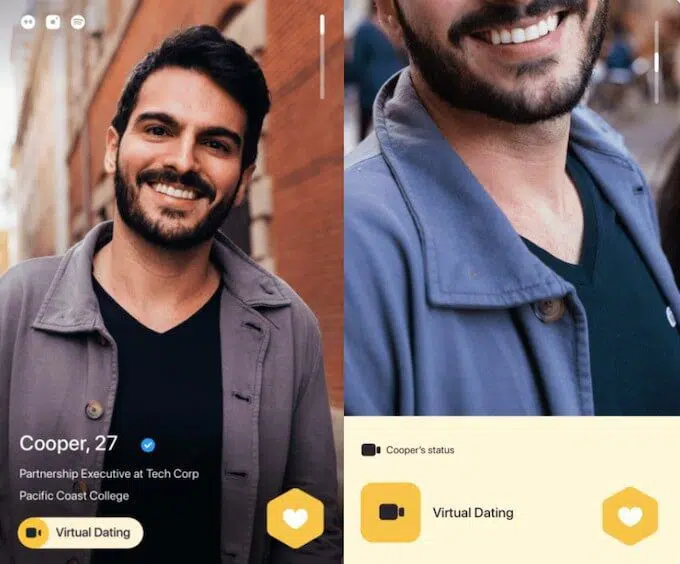 Cooper, 27
Partnership Executive at Tech Corp
Pacific Coast College
Virtual Dating
Cooper's status
Virtual Dating